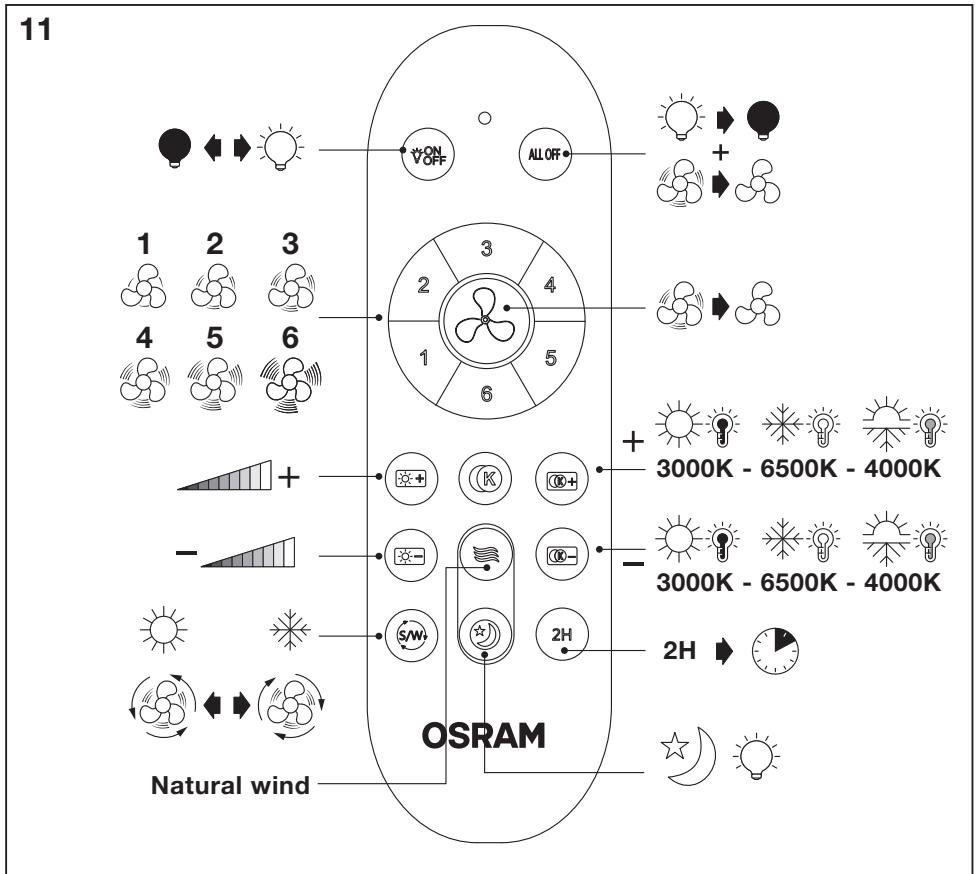 11
ON
OFF
ALL OFF
+
1 2 3
4 5 6
3
2 4
1 5
6
+
+ K K+
+
3000K - 6500K - 4000K
−
− K−
−
3000K - 6500K - 4000K
S/W
2H
2H
OSRAM
Natural wind